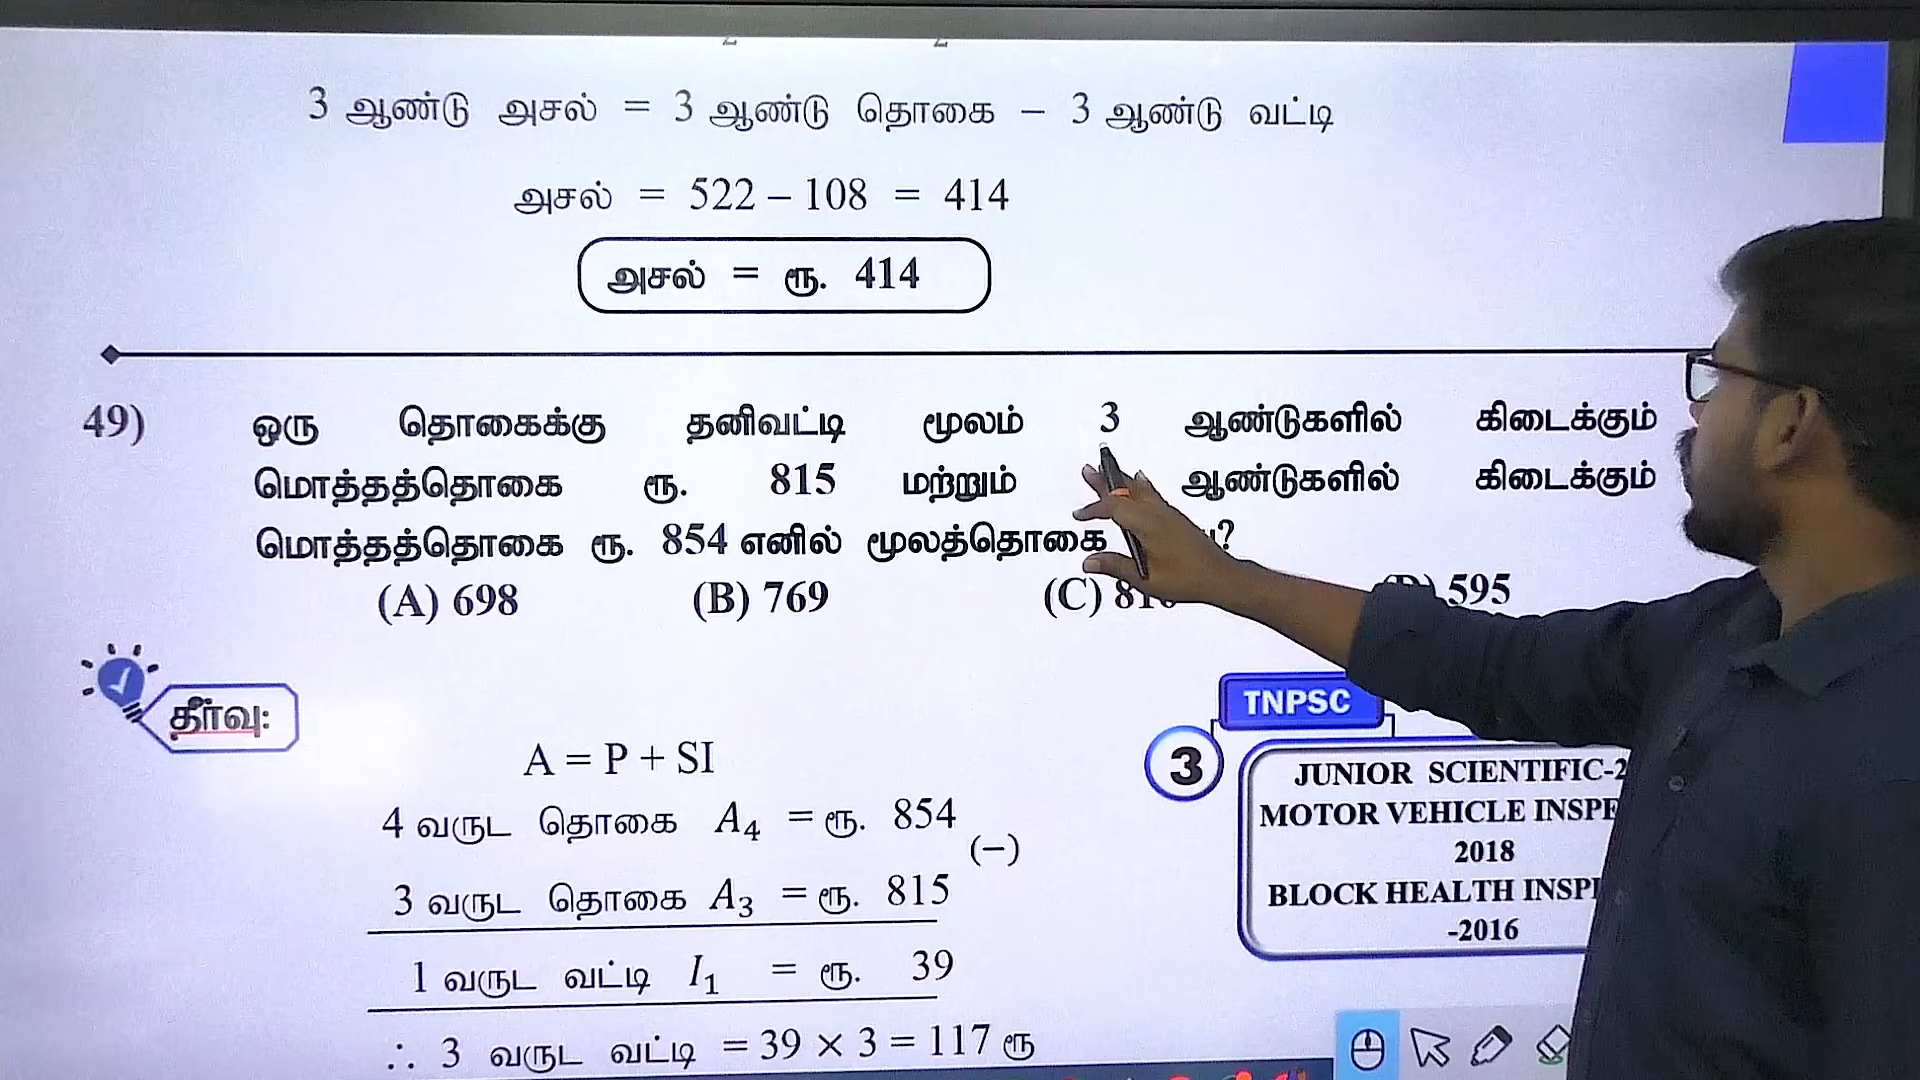 3 ஆண்டு அசல் = 3 ஆண்டு தொகை – 3 ஆண்டு வட்டி
அசல் = 522 – 108 = 414
அசல் = ரூ. 414
49) ஒரு தொகைக்கு தனிவட்டி மூலம் 3 ஆண்டுகளில் கிடைக்கும்
மொத்தத்தொகை ரூ. 815 மற்றும் ஆண்டுகளில் கிடைக்கும்
மொத்தத்தொகை ரூ. 854 எனில் மூலத்தொகை ?
(A) 698 (B) 769 (C) (D) 595
தீர்வு:
TNPSC
A = P + SI
3
JUNIOR SCIENTIFIC-2
4 வருட தொகை A₄ = ரூ. 854
MOTOR VEHICLE INSPE
(–)
2018
3 வருட தொகை A₃ = ரூ. 815
BLOCK HEALTH INSP
-2016
1 வருட வட்டி I₁ = ரூ. 39
∴ 3 வருட வட்டி = 39 × 3 = 117 ரூ